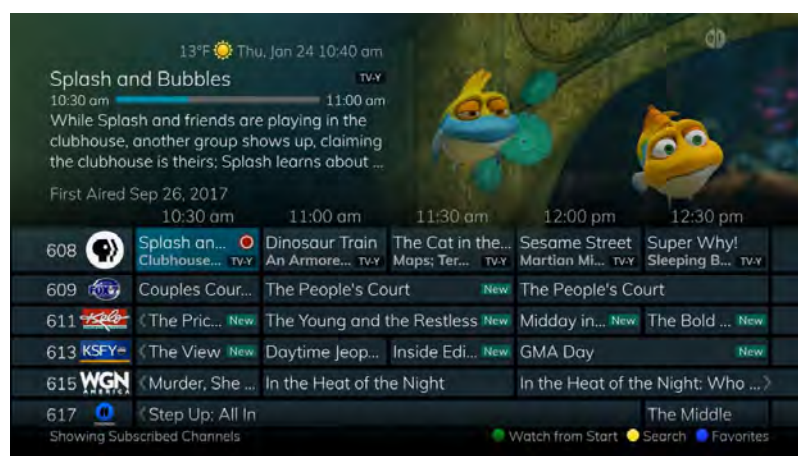 13°F Thu, Jan 24 10:40 am
Splash and Bubbles TV-Y
10:30 am 11:00 am
While Splash and friends are
playing in the
clubhouse, another group shows up, claiming
the clubhouse is theirs; Splash learns about ...
First Aired Sep 26, 2017
10:30 am 11:00 am 11:30 am 12:00 pm 12:30 pm
608 Splash an... Dinosaur Train The Cat in the... Sesame Street Super Why!
Clubhouse... TV-Y An Armore... TV-Y Maps; Ter... TV-Y Martian Mi... TV-Y Sleeping B... TV-Y
609 FOX Couples Cour... The People's Court New The People's Court
611 Kelo The Pric... New The Young and the Restless New Midday in... New The Bold ... New
613 KSFY The View New Daytime Jeop... Inside Edi... New GMA Day New
615 WGN AMERICA Murder, She ... In the Heat of the Night In the Heat of the Night: Who ...
617 Step Up: All In The Middle
Showing Subscribed Channels Watch from Start Search Favorites